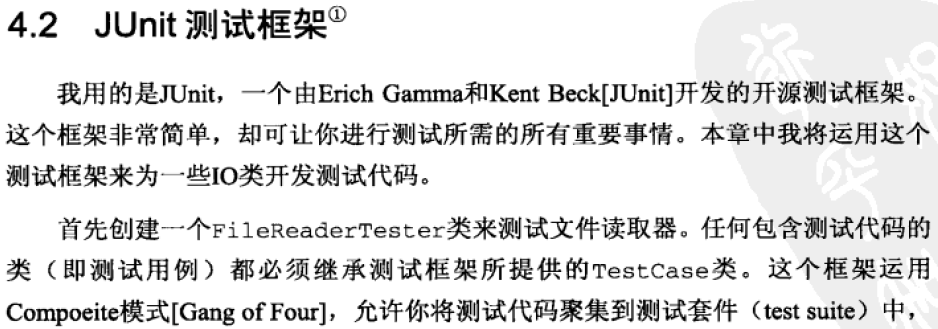 4.2 JUnit 测试框架①
我用的是JUnit，一个由Erich Gamma和Kent Beck[JUnit]开发的开源测试框架。
这个框架非常简单，却可让你进行测试所需的所有重要事情。本章中我将运用这个
测试框架来为一些IO类开发测试代码。
首先创建一个FileReaderTester类来测试文件读取器。任何包含测试代码的
类（即测试用例）都必须继承测试框架所提供的TestCase类。这个框架运用
Compoeite模式[Gang of Four]，允许你将测试代码聚集到测试套件（test suite）中，